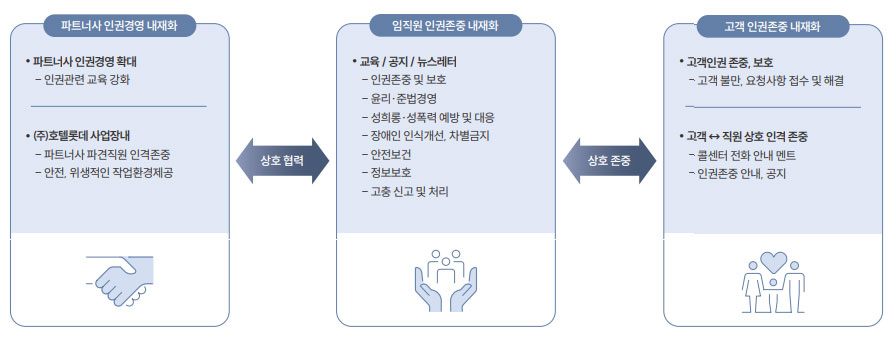 파트너사 인권경영 내재화
• 파트너사 인권경영 확대
– 인권관련 교육 강화
• (주)호텔롯데 사업장내
– 파트너사 파견직원 인격존중
– 안전, 위생적인 작업환경제공
상호 협력
임직원 인권존중 내재화
• 교육 / 공지 / 뉴스레터
– 인권존중 및 보호
– 윤리·준법경영
– 성희롱·성폭력 예방 및 대응
– 장애인 인식개선, 차별금지
– 안전보건
– 정보보호
– 고충 신고 및 처리
상호 존중
고객 인권존중 내재화
• 고객인권 존중, 보호
– 고객 불만, 요청사항 접수 및 해결
• 고객 ↔ 직원 상호 인격 존중
– 콜센터 전화 안내 멘트
– 인권존중 안내, 공지